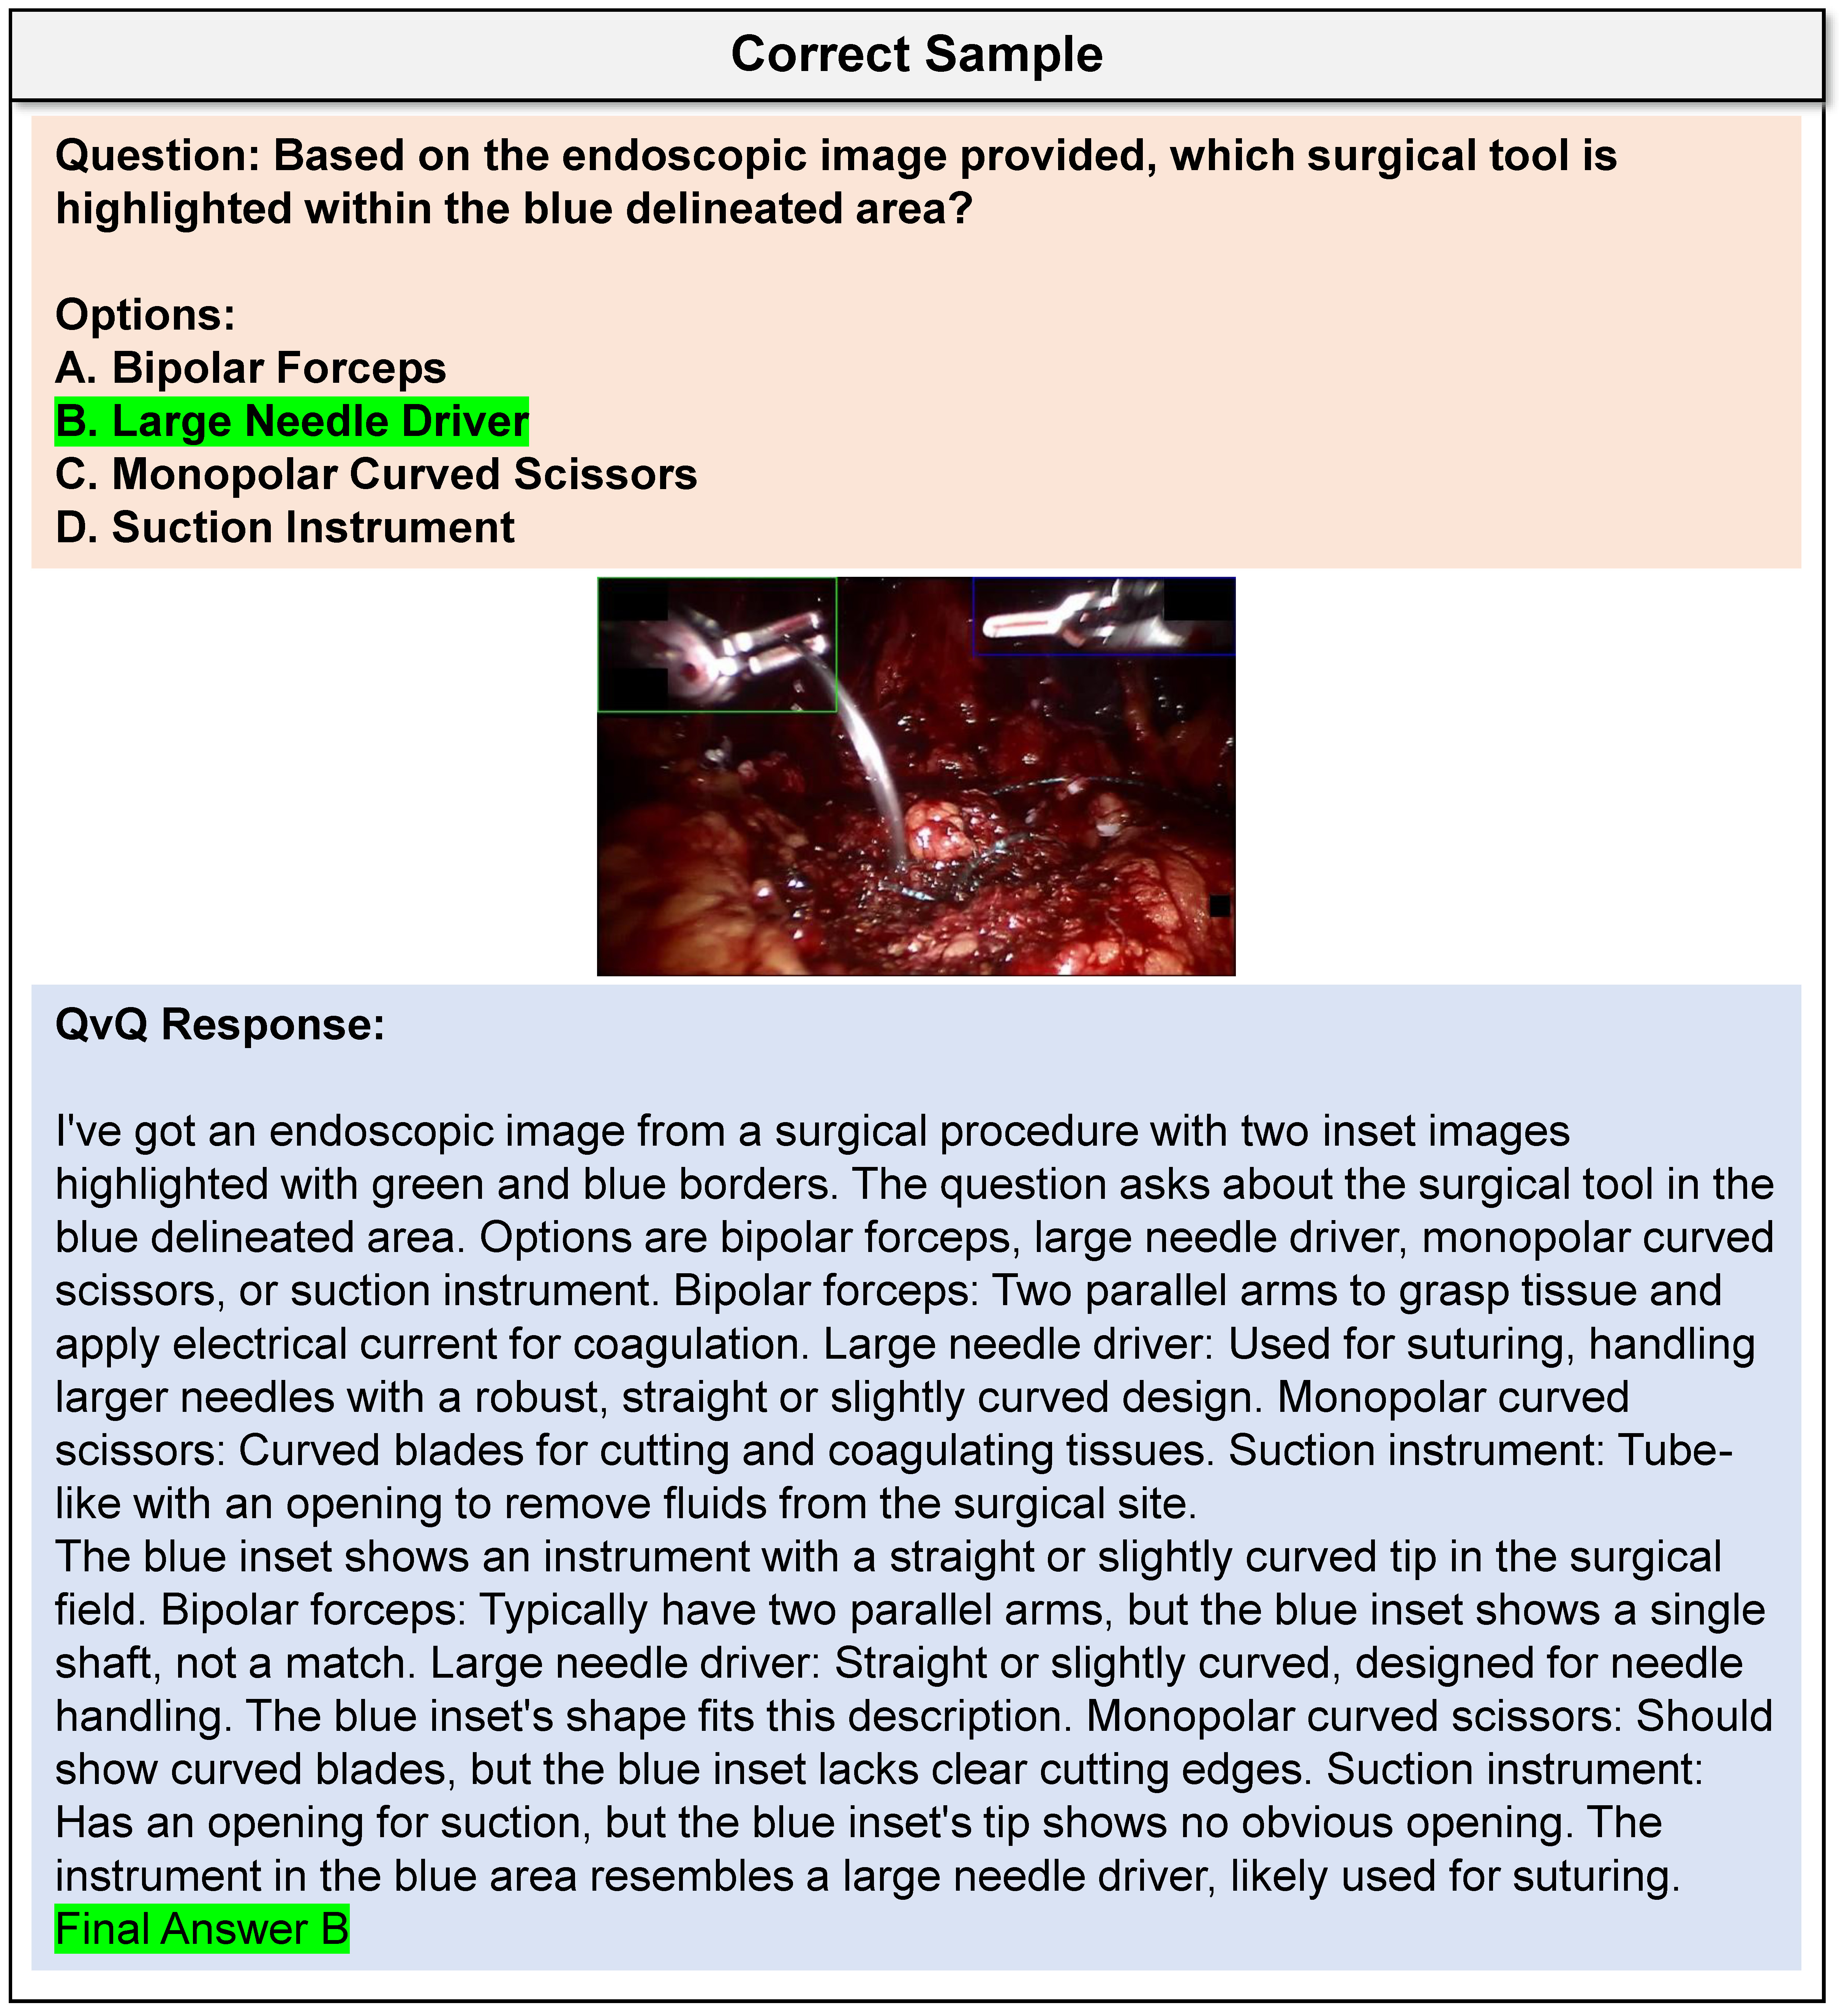 Correct Sample
Question: Based on the endoscopic image provided, which surgical tool is
highlighted within the blue delineated area?
Options:
A. Bipolar Forceps
B. Large Needle Driver
C. Monopolar Curved Scissors
D. Suction Instrument
QvQ Response:
I've got an endoscopic image from a surgical procedure with two inset images
highlighted with green and blue borders. The question asks about the surgical tool in the
blue delineated area. Options are bipolar forceps, large needle driver, monopolar curved
scissors, or suction instrument. Bipolar forceps: Two parallel arms to grasp tissue and
apply electrical current for coagulation. Large needle driver: Used for suturing, handling
larger needles with a robust, straight or slightly curved design. Monopolar curved
scissors: Curved blades for cutting and coagulating tissues. Suction instrument: Tube-
like with an opening to remove fluids from the surgical site.
The blue inset shows an instrument with a straight or slightly curved tip in the surgical
field. Bipolar forceps: Typically have two parallel arms, but the blue inset shows a single
shaft, not a match. Large needle driver: Straight or slightly curved, designed for needle
handling. The blue inset's shape fits this description. Monopolar curved scissors: Should
show curved blades, but the blue inset lacks clear cutting edges. Suction instrument:
Has an opening for suction, but the blue inset's tip shows no obvious opening. The
instrument in the blue area resembles a large needle driver, likely used for suturing.
Final Answer B